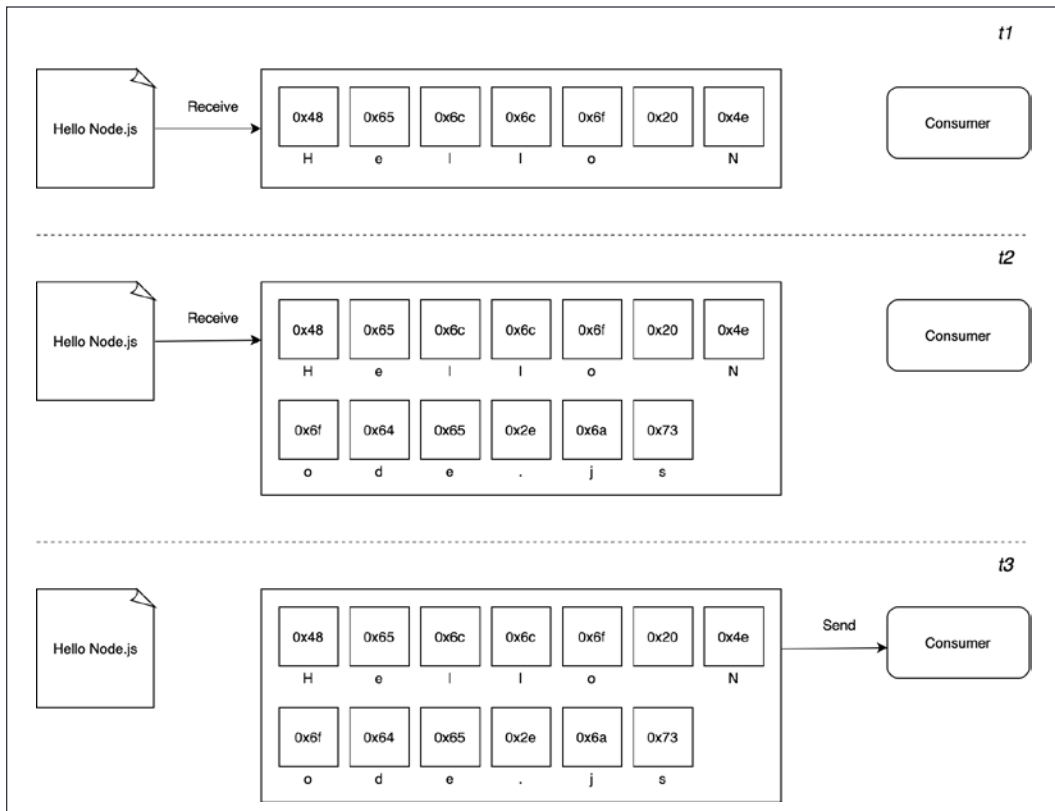 t1
Hello Node.js
Receive
0x48 0x65 0x6c 0x6c 0x6f 0x20 0x4e
H e l l o N
Consumer
t2
Hello Node.js
Receive
0x48 0x65 0x6c 0x6c 0x6f 0x20 0x4e
H e l l o N
0x6f 0x64 0x65 0x2e 0x6a 0x73
o d e . j s
Consumer
t3
Hello Node.js
0x48 0x65 0x6c 0x6c 0x6f 0x20 0x4e
H e l l o N
0x6f 0x64 0x65 0x2e 0x6a 0x73
o d e . j s
Send
Consumer